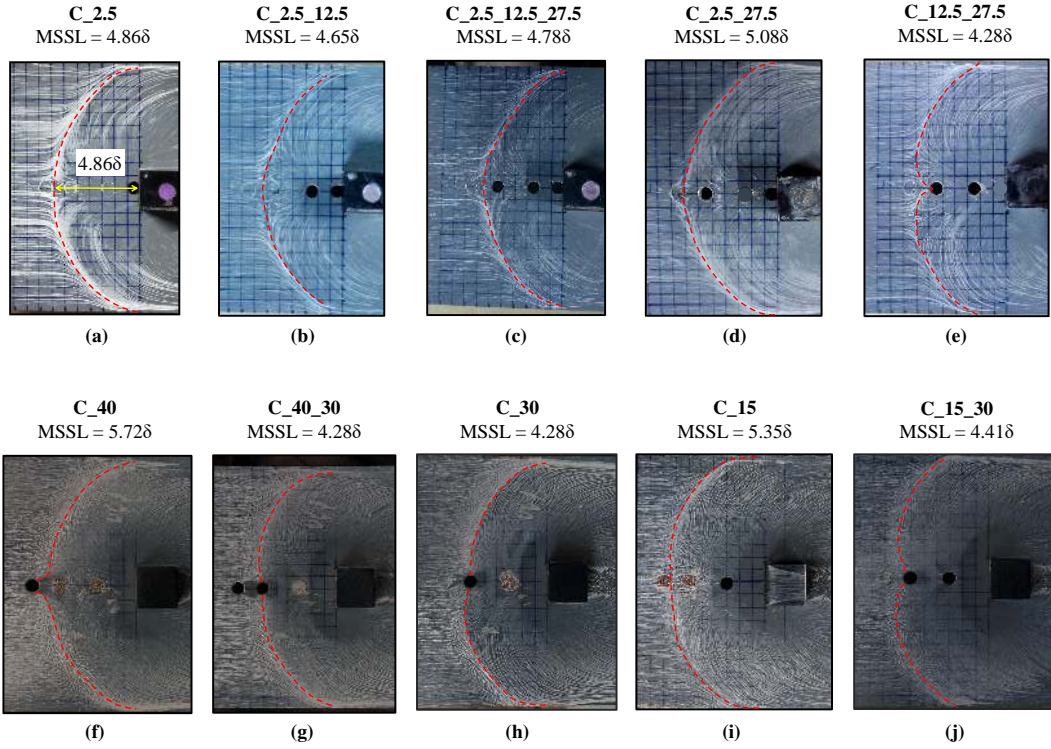 C_2.5
MSSL = 4.86δ
C_2.5_12.5
MSSL = 4.65δ
C_2.5_12.5_27.5
MSSL = 4.78δ
C_2.5_27.5
MSSL = 5.08δ
C_12.5_27.5
MSSL = 4.28δ
4.86δ
(a)
(b)
(c)
(d)
(e)
C_40
MSSL = 5.72δ
C_40_30
MSSL = 4.28δ
C_30
MSSL = 4.28δ
C_15
MSSL = 5.35δ
C_15_30
MSSL = 4.41δ
(f)
(g)
(h)
(i)
(j)